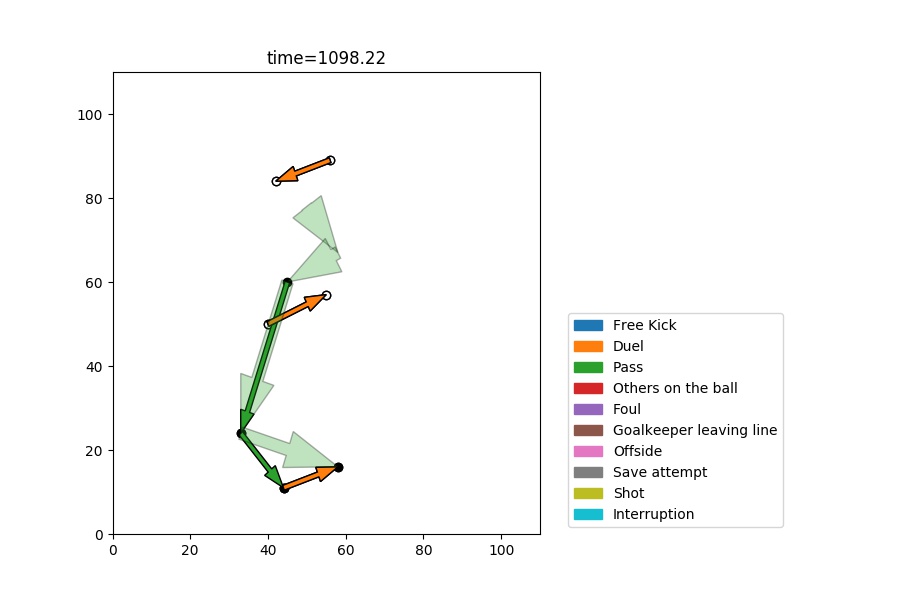 time=1098.22
100
80
60
40
20
0
0 20 40 60 80 100
Free Kick
Duel
Pass
Others on the ball
Foul
Goalkeeper leaving line
Offside
Save attempt
Shot
Interruption